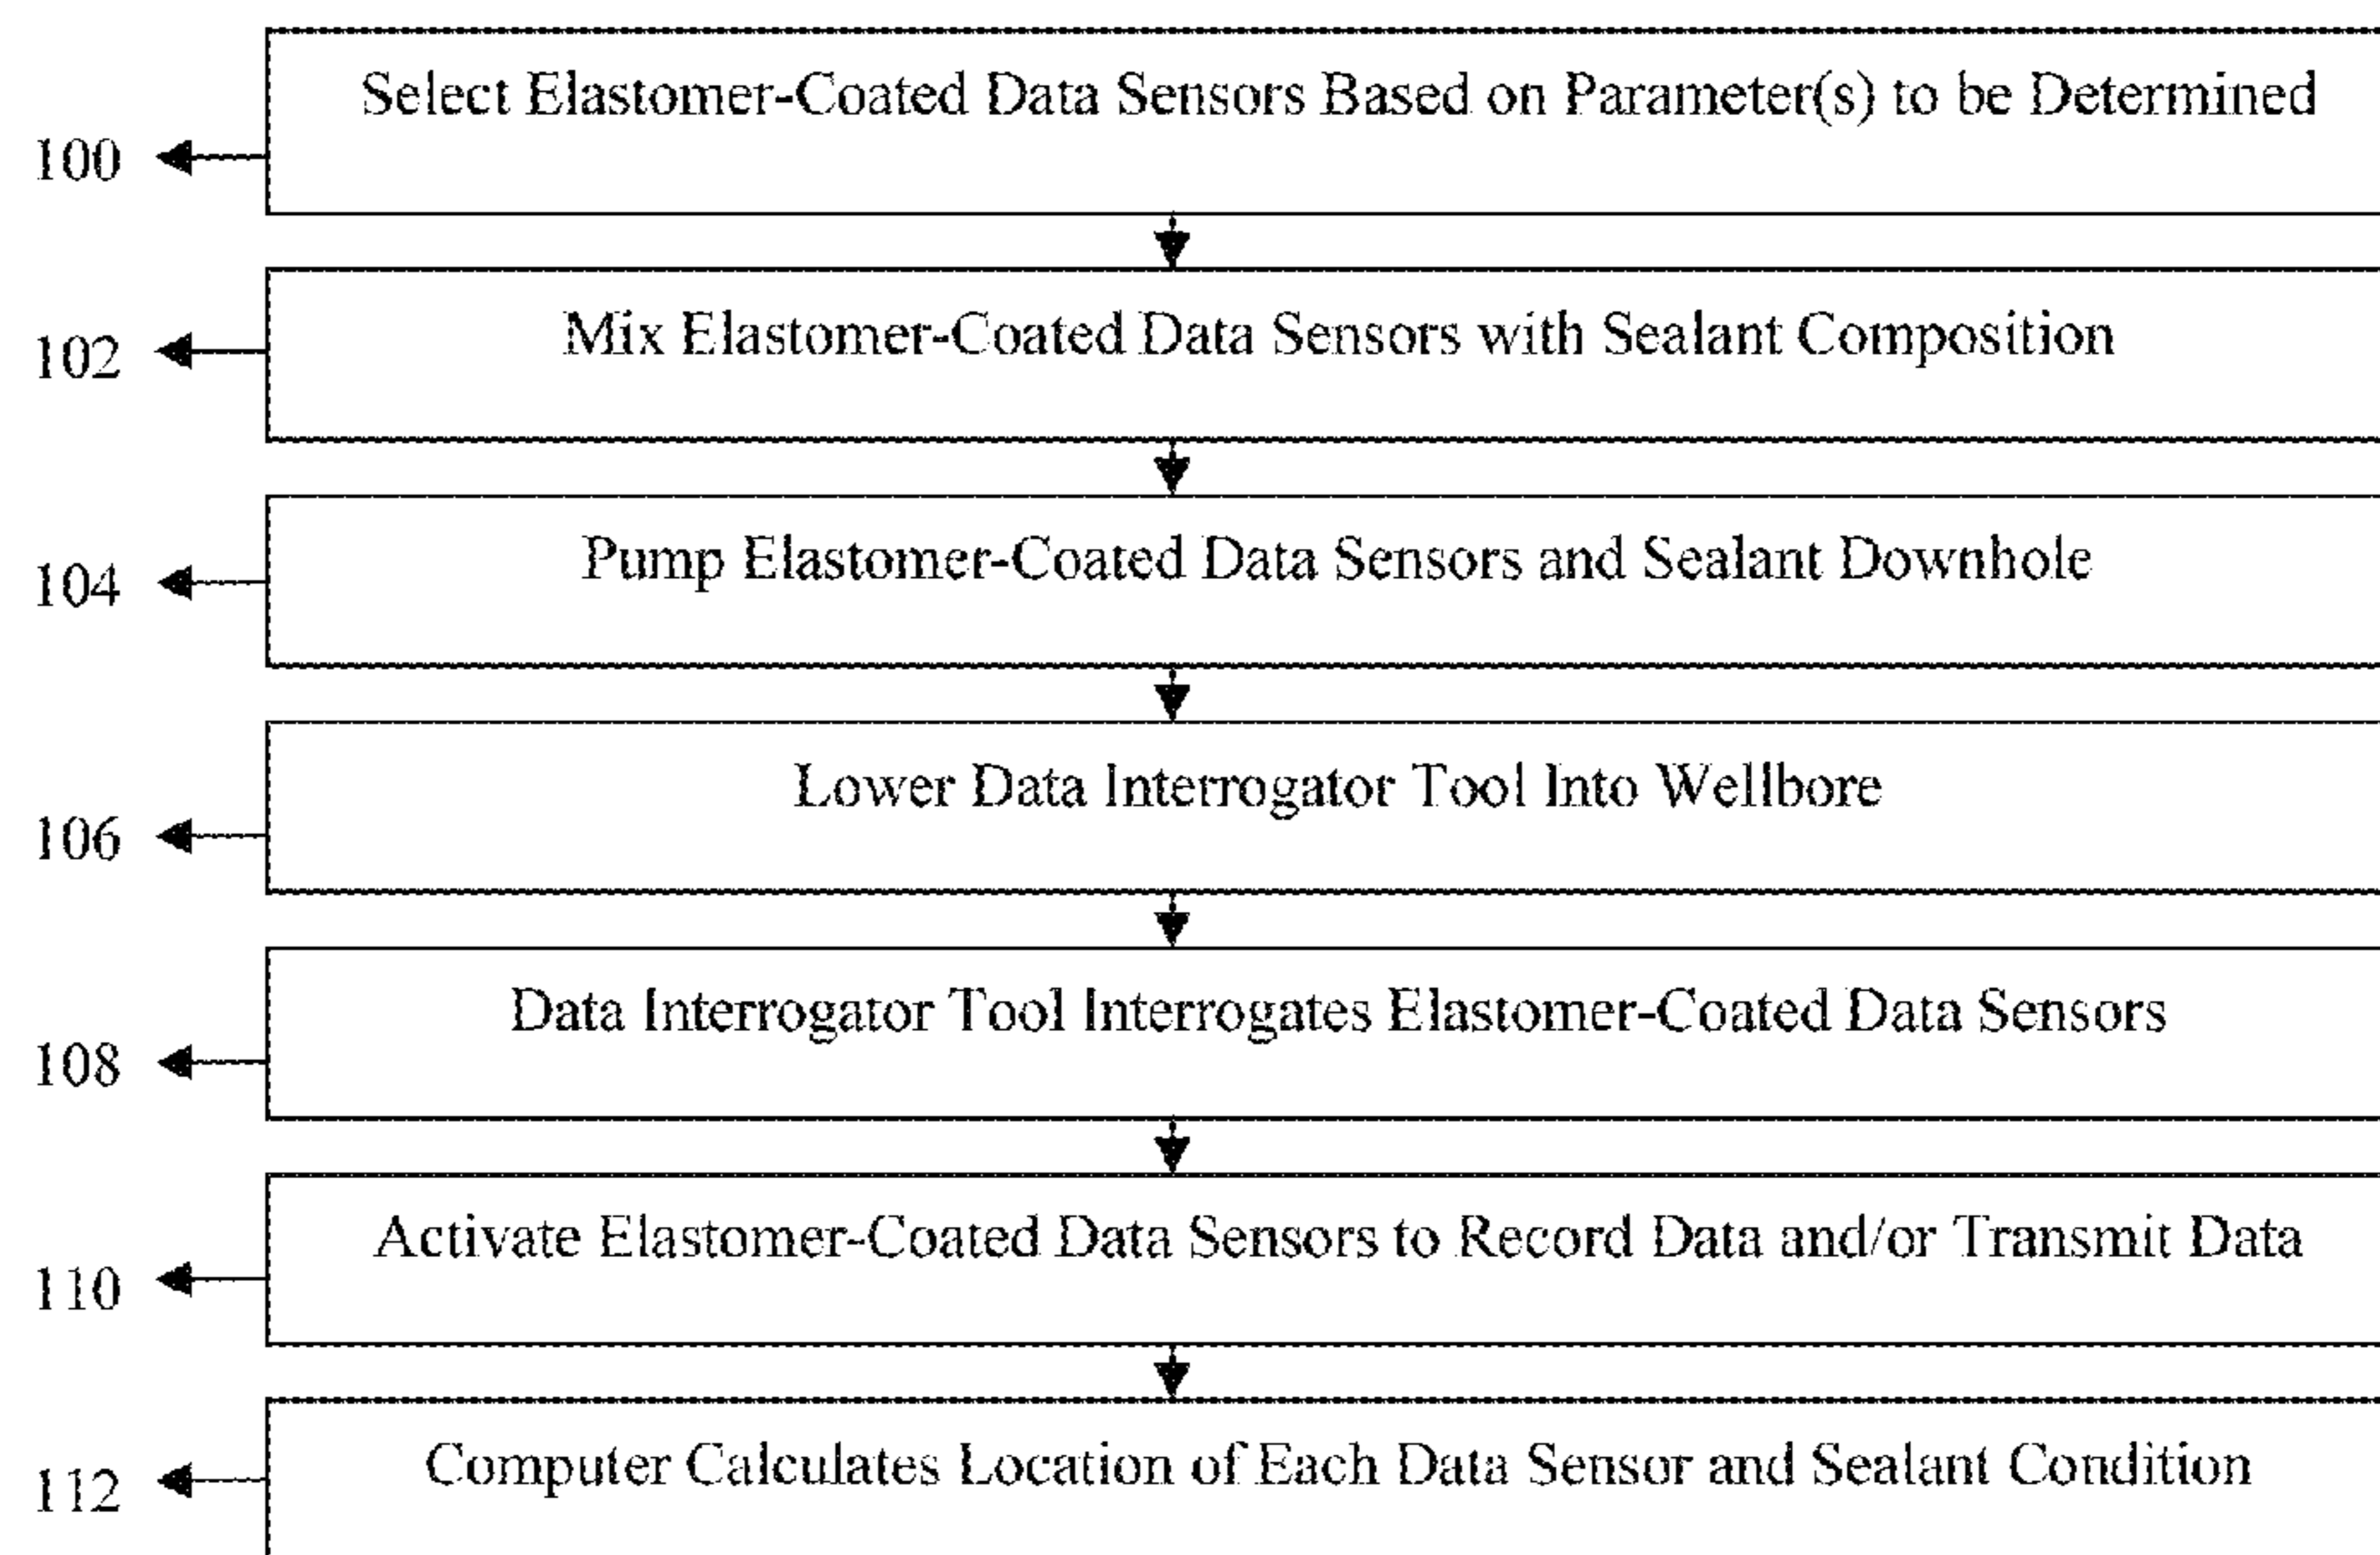 Select Elastomer-Coated Data Sensors Based on Parameter(s) to be Determined
100
Mix Elastomer-Coated Data Sensors with Sealant Composition
102
Pump Elastomer-Coated Data Sensors and Sealant Downhole
104
Lower Data Interrogator Tool Into Wellbore
106
Data Interrogator Tool Interrogates Elastomer-Coated Data Sensors
108
Activate Elastomer-Coated Data Sensors to Record Data and/or Transmit Data
110
Computer Calculates Location of Each Data Sensor and Sealant Condition
112